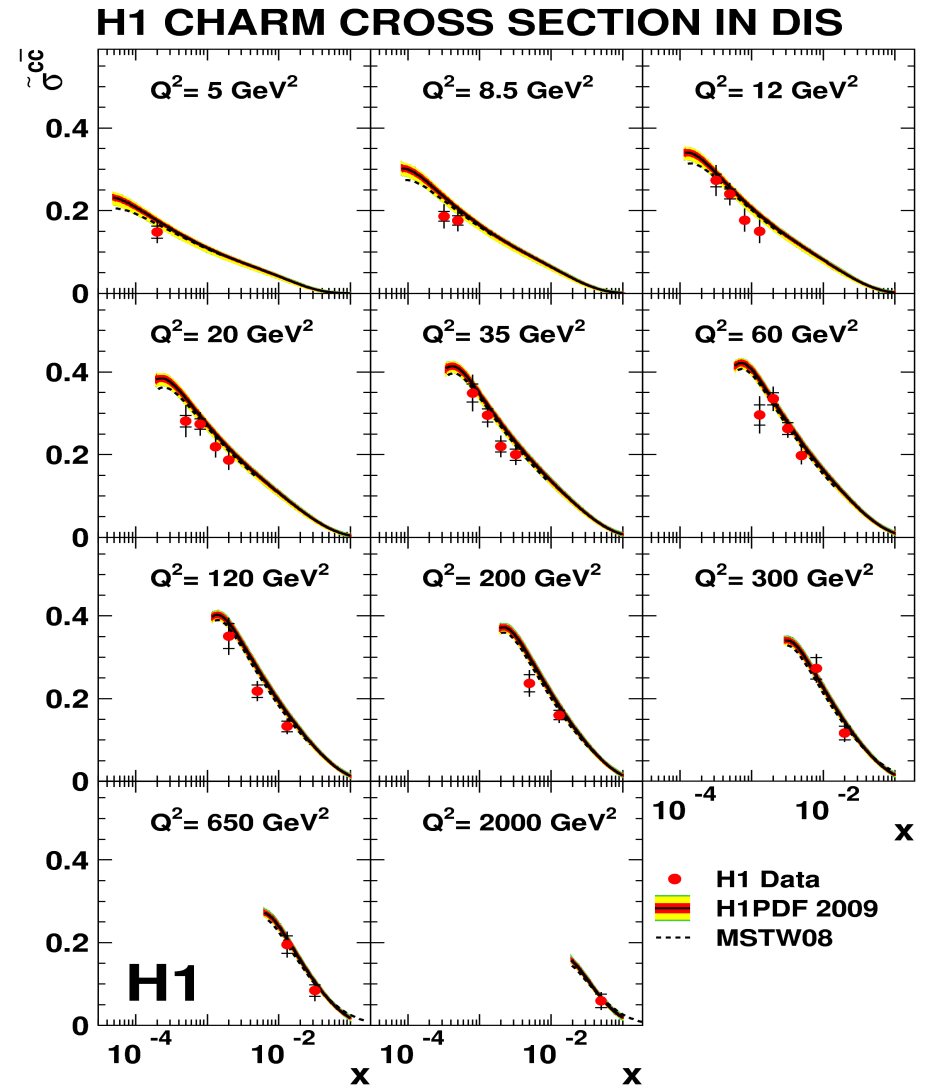 H1 CHARM CROSS SECTION IN DIS
σ̃ᶜᶜ̄
Q²= 5 GeV²
Q²= 8.5 GeV²
Q²= 12 GeV²
0.4
0.2
0
Q²= 20 GeV²
Q²= 35 GeV²
Q²= 60 GeV²
0.4
0.2
0
Q²= 120 GeV²
Q²= 200 GeV²
Q²= 300 GeV²
0.4
0.2
0
10⁻⁴ 10⁻²
x
Q²= 650 GeV²
Q²= 2000 GeV²
0.4
0.2
0
H1 Data
H1PDF 2009
MSTW08
H1
10⁻⁴ 10⁻² 10⁻⁴ 10⁻²
x x